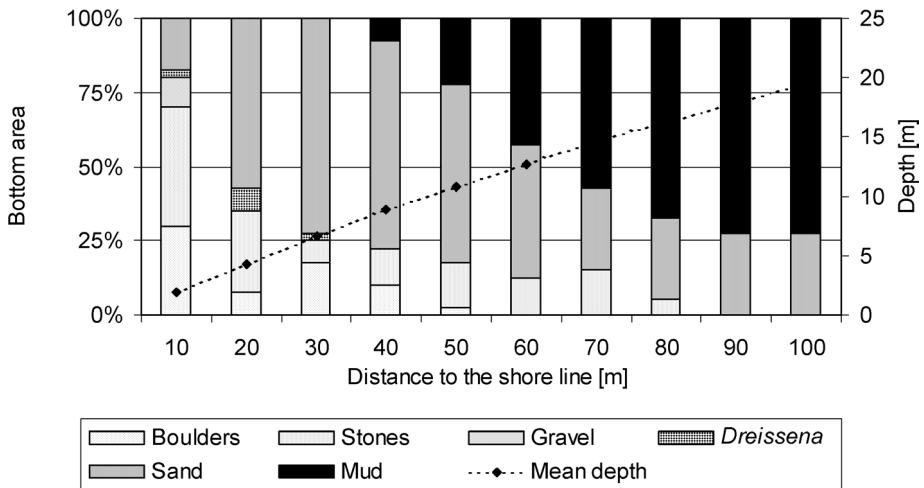 100%
75%
50%
25%
0%
Bottom area
25
20
15
10
5
0
Depth [m]
10 20 30 40 50 60 70 80 90 100
Distance to the shore line [m]
Boulders Stones Gravel Dreissena
Sand Mud Mean depth